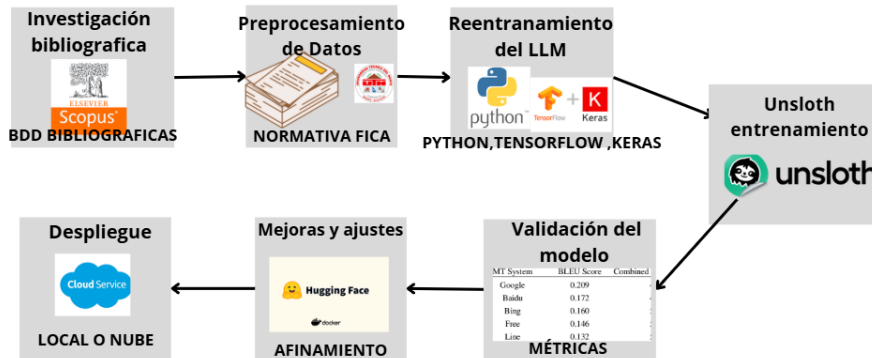 Investigación
bibliografica
ELSEVIER
Scopus
BDD BIBLIOGRAFICAS
Preprocesamiento
de Datos
NORMATIVA FICA
Reentranamiento
del LLM
python
TensorFlow
+
K
Keras
PYTHON,TENSORFLOW ,KERAS
Unsloth
entrenamiento
unsloth
Despliegue
Cloud Service
LOCAL O NUBE
Mejoras y ajustes
Hugging Face
docker
AFINAMIENTO
Validación del
modelo
MT System BLEU Score Combined
Google 0.209
Baidu 0.172
Bing 0.160
Free 0.146
Line 0.132
MÉTRICAS